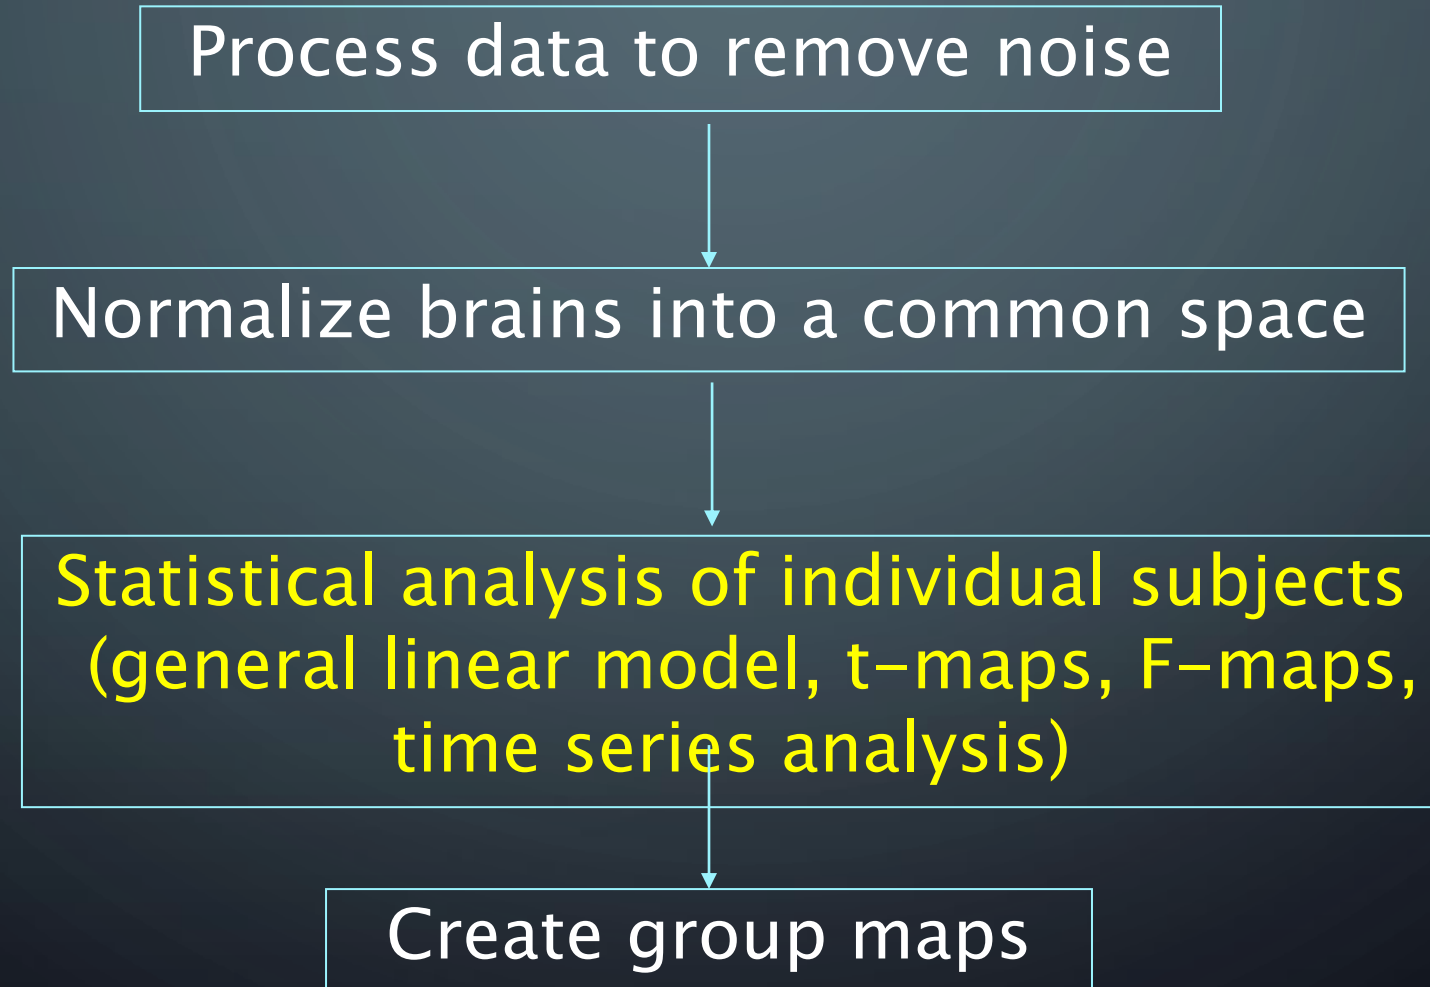 Process data to remove noise
Normalize brains into a common space
Statistical analysis of individual subjects
(general linear model, t-maps, F-maps,
time series analysis)
Create group maps